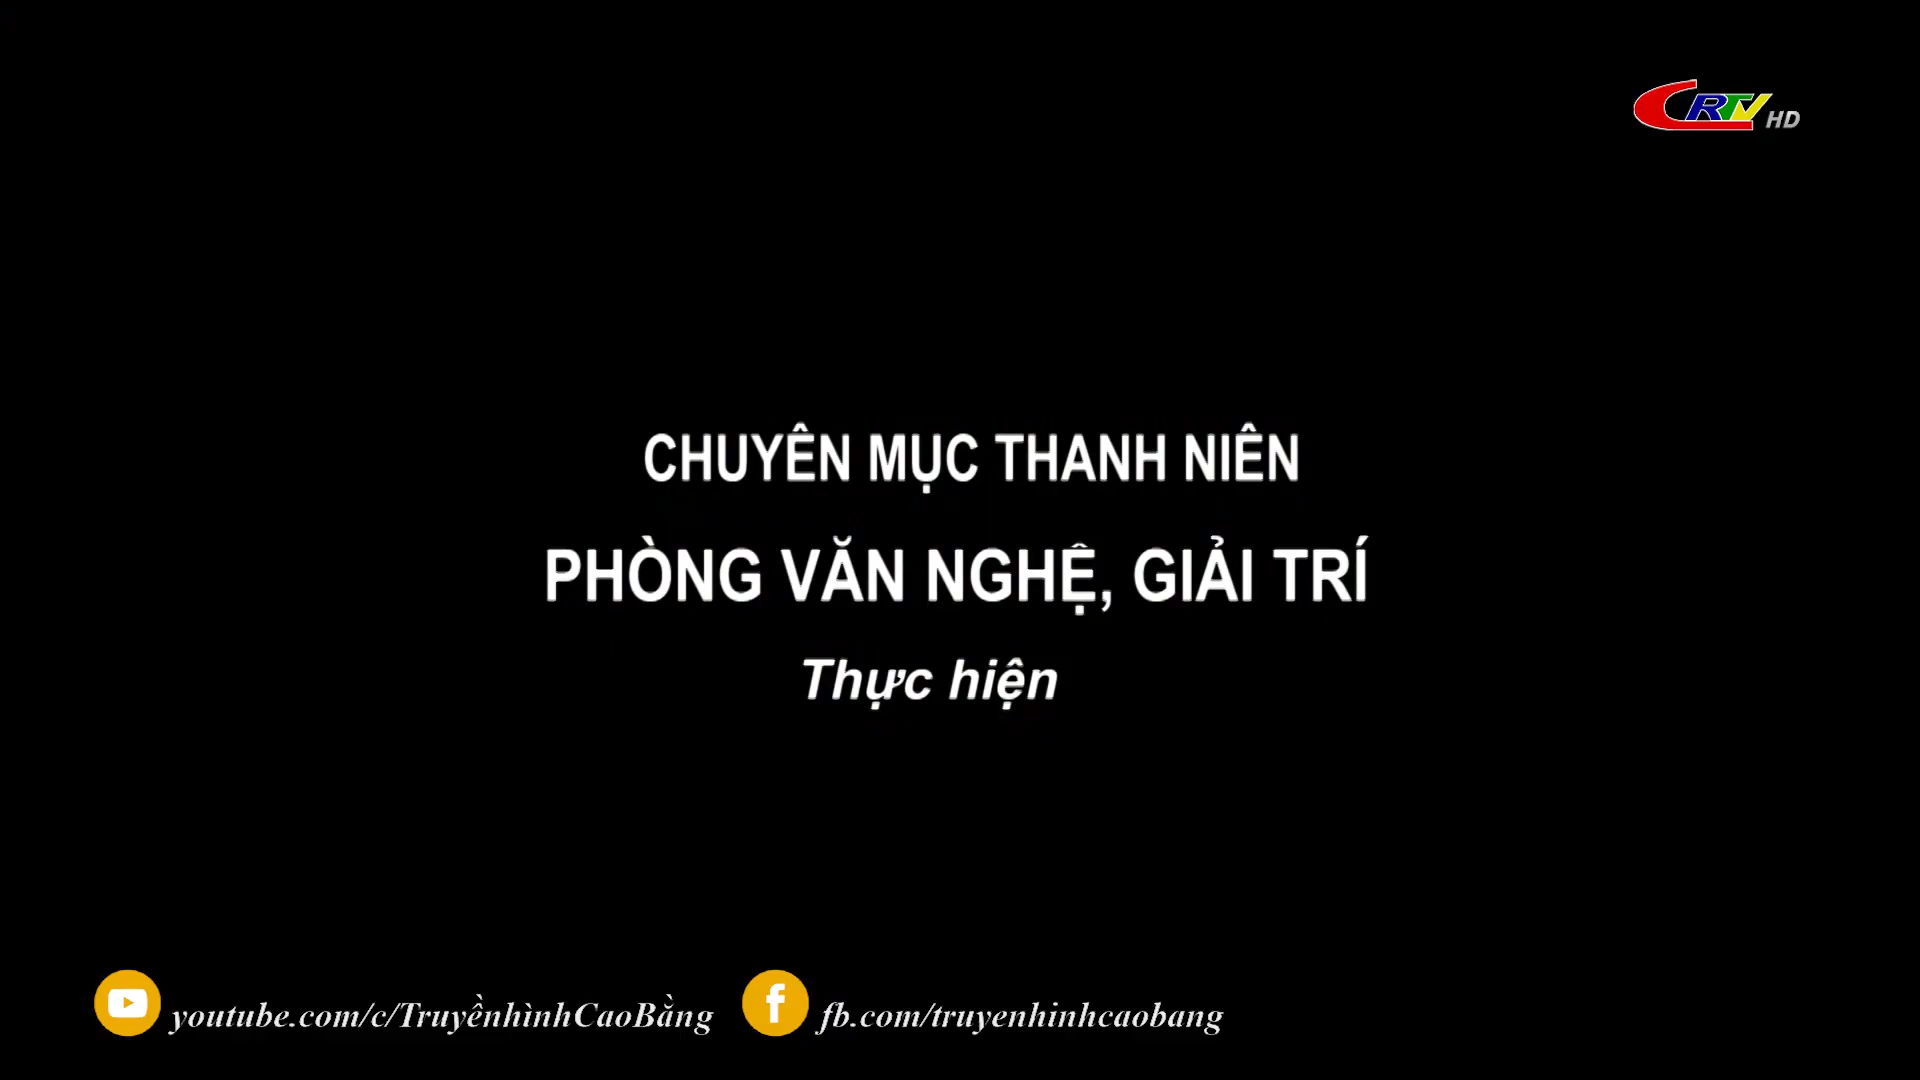 CRTV HD
CHUYÊN MỤC THANH NIÊN
PHÒNG VĂN NGHỆ, GIẢI TRÍ
Thực hiện
youtube.com/c/TruyềnhìnhCaoBằng fb.com/truyenhinhcaobang